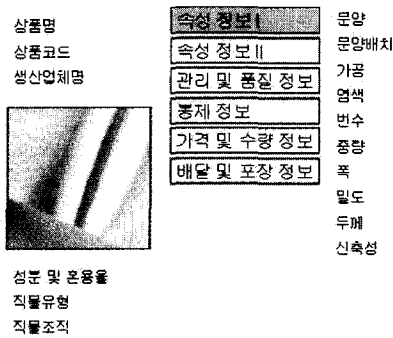 상품명
상품코드
생산업체명
성분 및 혼용율
직물유형
직물조직
속성 정보 I
속성 정보 II
관리 및 품질 정보
통제 정보
가격 및 수량 정보
배달 및 포장 정보
문양
문양배치
가공
염색
번수
중량
폭
밀도
두께
신축성